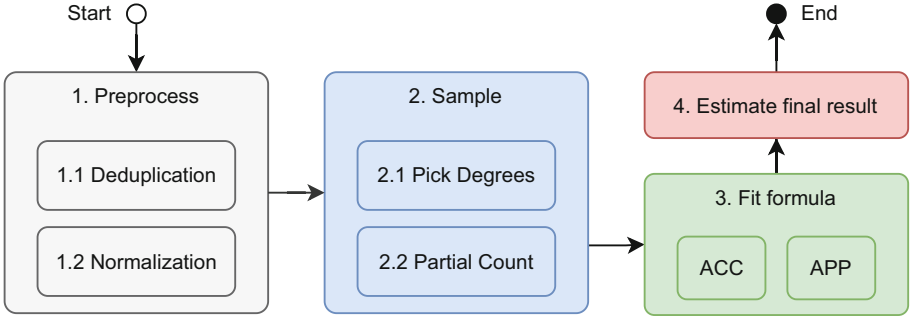 Start
1. Preprocess
1.1 Deduplication
1.2 Normalization
2. Sample
2.1 Pick Degrees
2.2 Partial Count
3. Fit formula
ACC
APP
4. Estimate final result
End